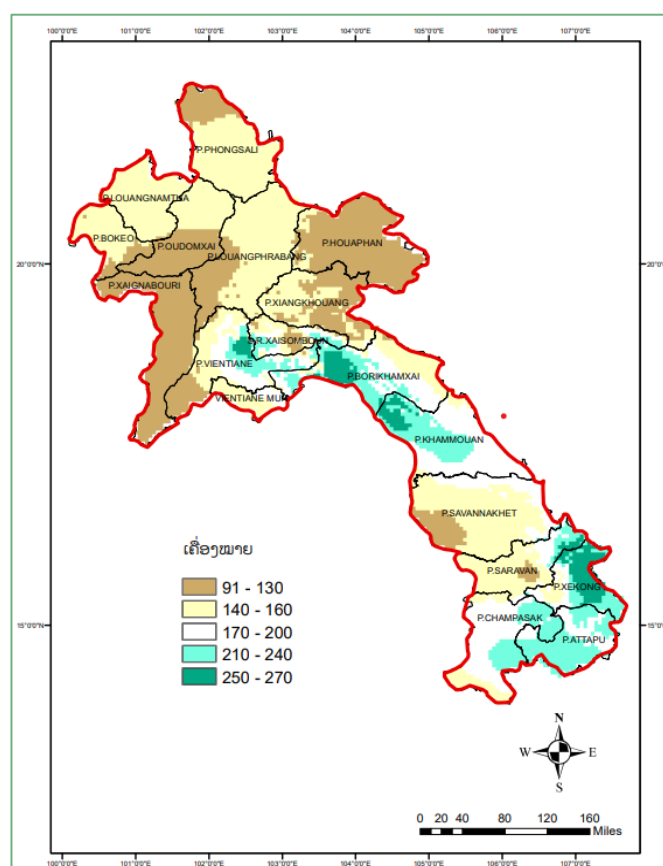 100°0'0"E 101°0'0"E 102°0'0"E 103°0'0"E 104°0'0"E 105°0'0"E 106°0'0"E 107°0'0"E
P.PHONGSALI
P.LOUANGNAMTHA
P.BOKEO
P.OUDOMXAI
P.LOUANGPHRABANG
P.HOUAPHAN
20°0'0"N 20°0'0"N
P.XAIGNABOURI
P.XIANGKHOUANG
S.R.XAISOMBOUN
P.VIENTIANE
P.BORIKHAMXAI
VIENTIANE MUN
P.KHAMMOUAN
P.SAVANNAKHET
ເຄື່ອງໝາຍ
P.SARAVAN
P.XEKONG
91 - 130
140 - 160
P.CHAMPASAK
15°0'0"N 15°0'0"N
170 - 200
P.ATTAPU
210 - 240
250 - 270
N
W E
S
0 20 40 80 120 160
Miles
100°0'0"E 101°0'0"E 102°0'0"E 103°0'0"E 104°0'0"E 105°0'0"E 106°0'0"E 107°0'0"E